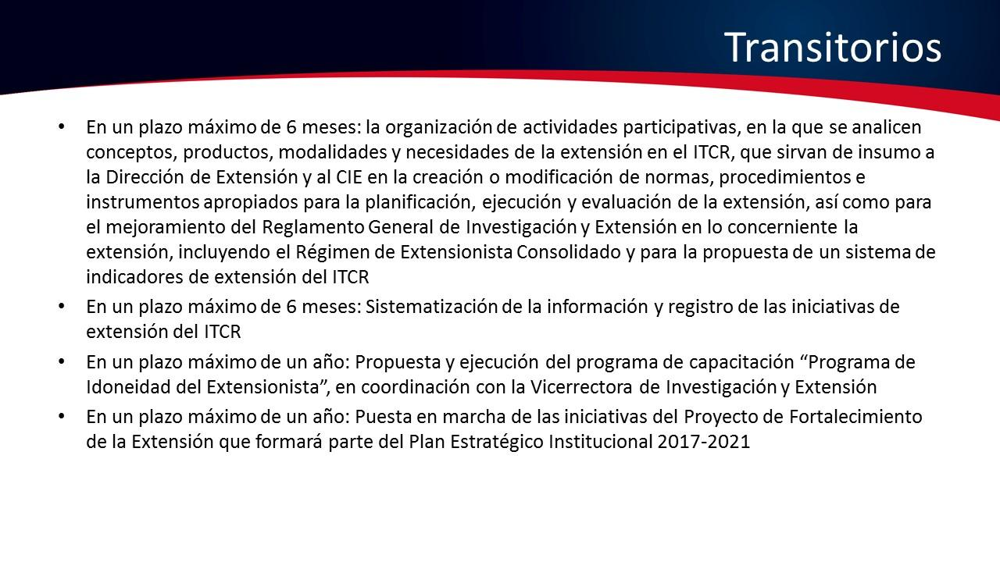 Transitorios
• En un plazo máximo de 6 meses: la organización de actividades participativas, en la que se analicen
conceptos, productos, modalidades y necesidades de la extensión en el ITCR, que sirvan de insumo a
la Dirección de Extensión y al CIE en la creación o modificación de normas, procedimientos e
instrumentos apropiados para la planificación, ejecución y evaluación de la extensión, así como para
el mejoramiento del Reglamento General de Investigación y Extensión en lo concerniente la
extensión, incluyendo el Régimen de Extensionista Consolidado y para la propuesta de un sistema de
indicadores de extensión del ITCR
• En un plazo máximo de 6 meses: Sistematización de la información y registro de las iniciativas de
extensión del ITCR
• En un plazo máximo de un año: Propuesta y ejecución del programa de capacitación “Programa de
Idoneidad del Extensionista”, en coordinación con la Vicerrectora de Investigación y Extensión
• En un plazo máximo de un año: Puesta en marcha de las iniciativas del Proyecto de Fortalecimiento
de la Extensión que formará parte del Plan Estratégico Institucional 2017-2021